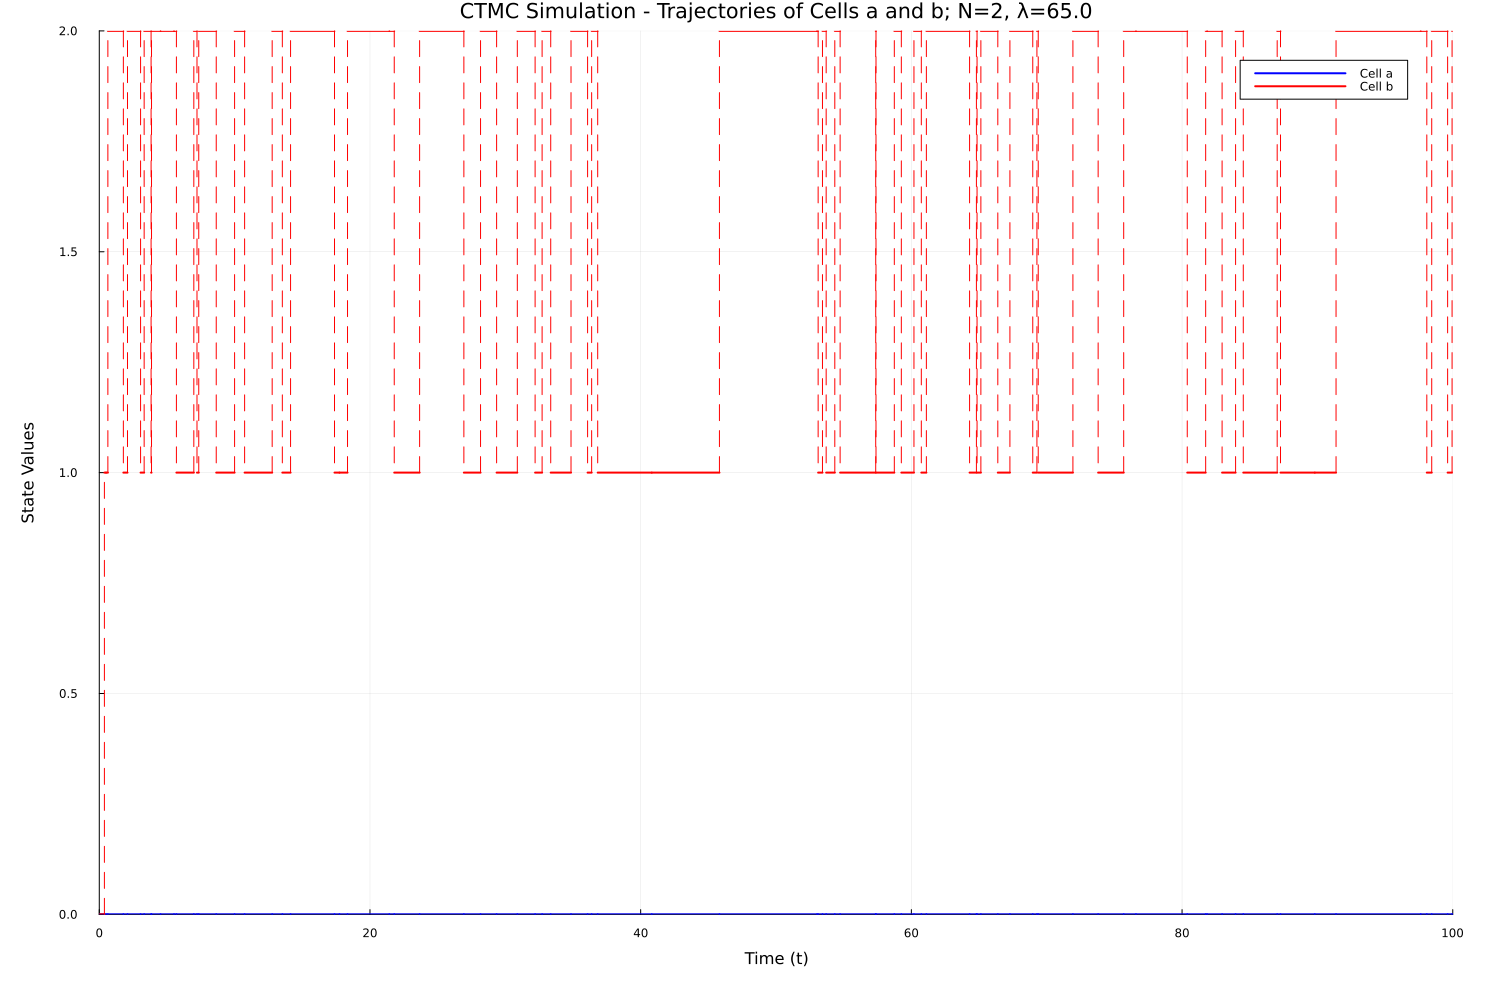 CTMC Simulation - Trajectories of Cells a and b; N=2, λ=65.0
2.0
Cell a
Cell b
1.5
1.0
State Values
0.5
0.0
0 20 40 60 80 100
Time (t)